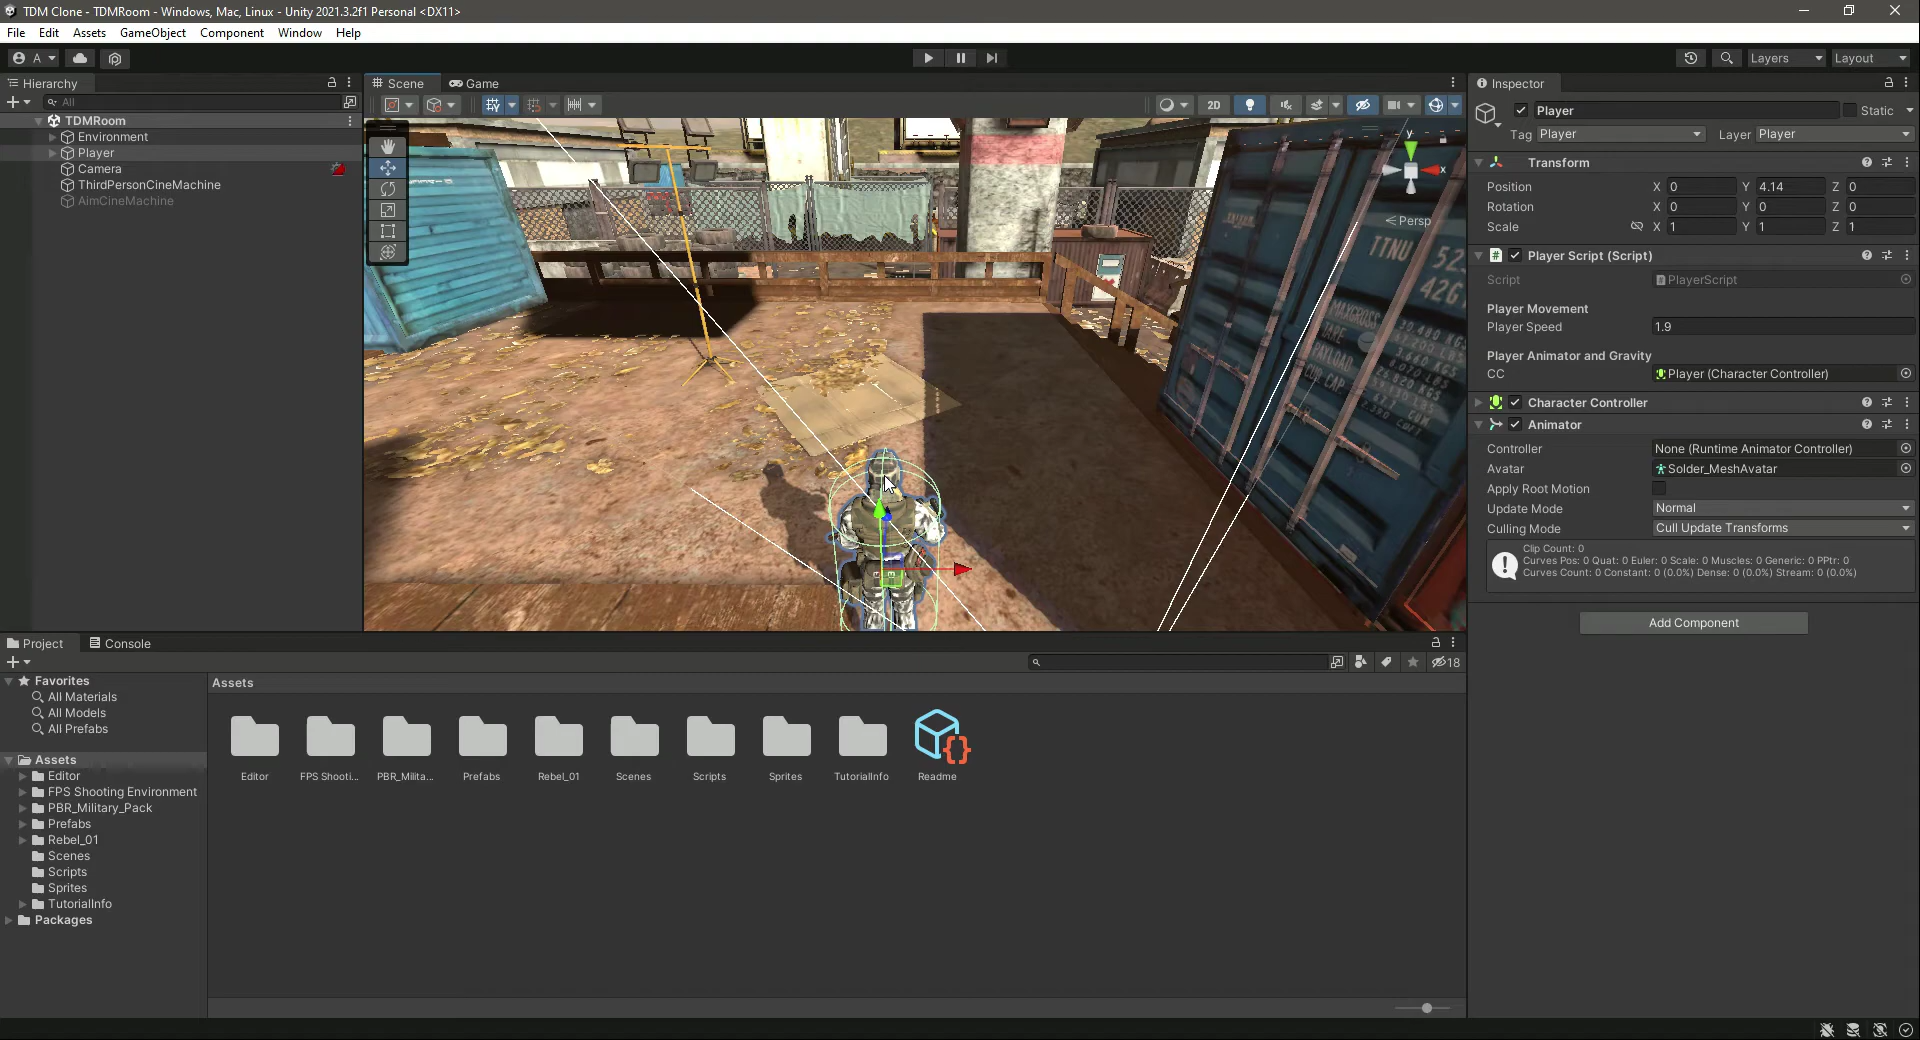 TDM Clone - TDMRoom - Windows, Mac, Linux - Unity 2021.3.2f1 Personal <DX11>
File Edit Assets GameObject Component Window Help
A
Layers Layout
Hierarchy
All
TDMRoom
Environment
Player
Camera
ThirdPersonCineMachine
AimCineMachine
Scene Game
2D
y
x
Persp
TTNU 52
42G
Inspector
Player Static
Tag Player Layer Player
Transform
Position X 0 Y 4.14 Z 0
Rotation X 0 Y 0 Z 0
Scale X 1 Y 1 Z 1
Player Script (Script)
Script PlayerScript
Player Movement
Player Speed 1.9
Player Animator and Gravity
CC Player (Character Controller)
Character Controller
Animator
Controller None (Runtime Animator Controller)
Avatar Solder_MeshAvatar
Apply Root Motion
Update Mode Normal
Culling Mode Cull Update Transforms
Clip Count: 0
Curves Pos: 0 Quat: 0 Euler: 0 Scale: 0 Muscles: 0 Generic: 0 PPtr: 0
Curves Count: 0 Constant: 0 (0.0%) Dense: 0 (0.0%) Stream: 0 (0.0%)
Add Component
Project Console
18
Favorites
All Materials
All Models
All Prefabs
Assets
Editor
FPS Shooting Environment
PBR_Military_Pack
Prefabs
Rebel_01
Scenes
Scripts
Sprites
TutorialInfo
Packages
Assets
Editor FPS Shooti... PBR_Milita... Prefabs Rebel_01 Scenes Scripts Sprites TutorialInfo Readme